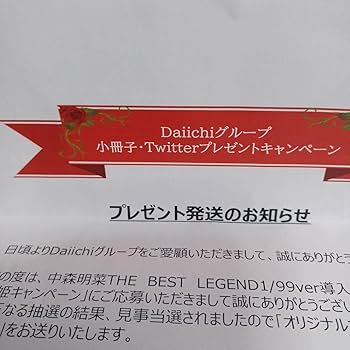 Daiichiグループ
小冊子・Twitterプレゼントキャンペーン
プレゼント発送のお知らせ
日頃よりDaiichiグループをご愛顧いただきまして、誠にありがとう
の度は、中森明菜THE BEST LEGEND1/99ver導入
姫キャンペーン」にご応募いただきまして誠にありがとうござい
なる抽選の結果、見事当選されましたので「オリジナル
」をお送りいたします。